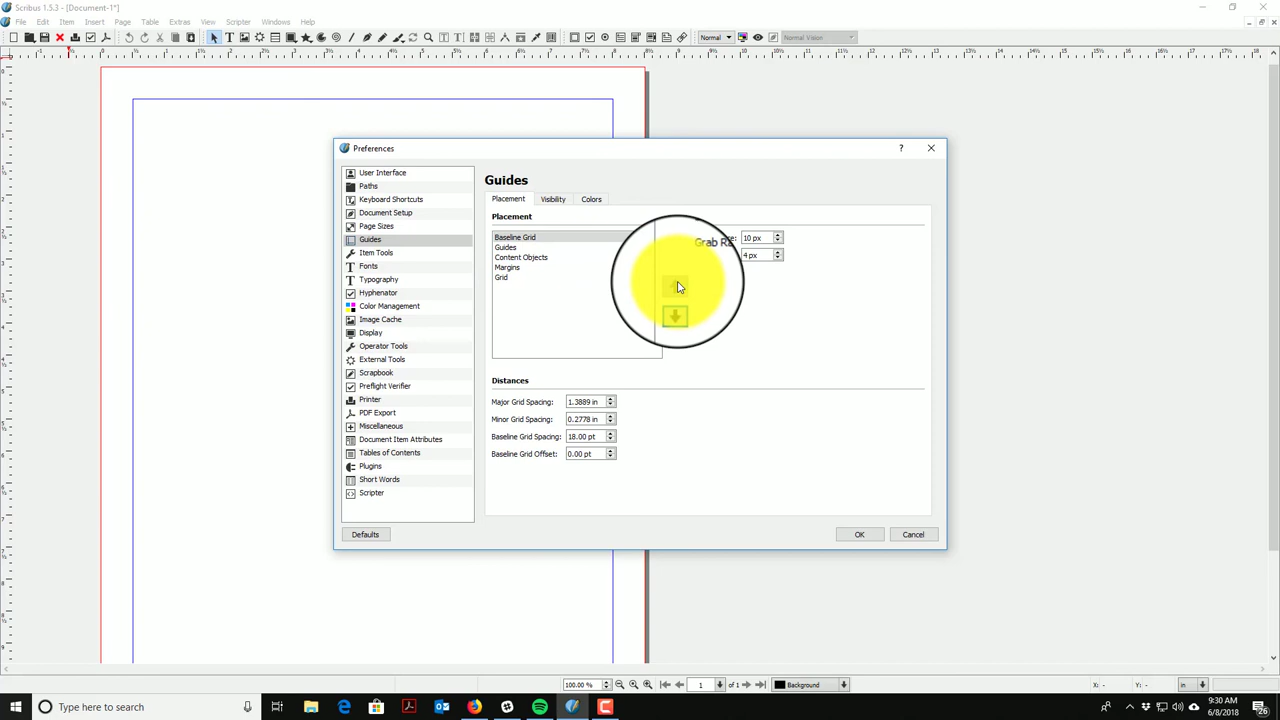 Scribus 1.5.3 - [Document-1*]
File Edit Item Insert Page Table Extras View Scripter Windows Help
Normal Normal Vision
Preferences
?
User Interface
Paths
Keyboard Shortcuts
Document Setup
Page Sizes
Guides
Item Tools
Fonts
Typography
Hyphenator
Color Management
Image Cache
Display
Operator Tools
External Tools
Scrapbook
Preflight Verifier
Printer
PDF Export
Miscellaneous
Document Item Attributes
Tables of Contents
Plugins
Short Words
Scripter
Defaults
Guides
Placement Visibility Colors
Placement
Baseline Grid
Guides
Content Objects
Margins
Grid
10 px
Grab
4 px
Distances
Major Grid Spacing: 1.3889 in
Minor Grid Spacing: 0.2778 in
Baseline Grid Spacing: 18.00 pt
Baseline Grid Offset: 0.00 pt
OK Cancel
100.00 % 1 of 1 Background X: - Y: - in
Type here to search
9:30 AM
6/8/2018
26